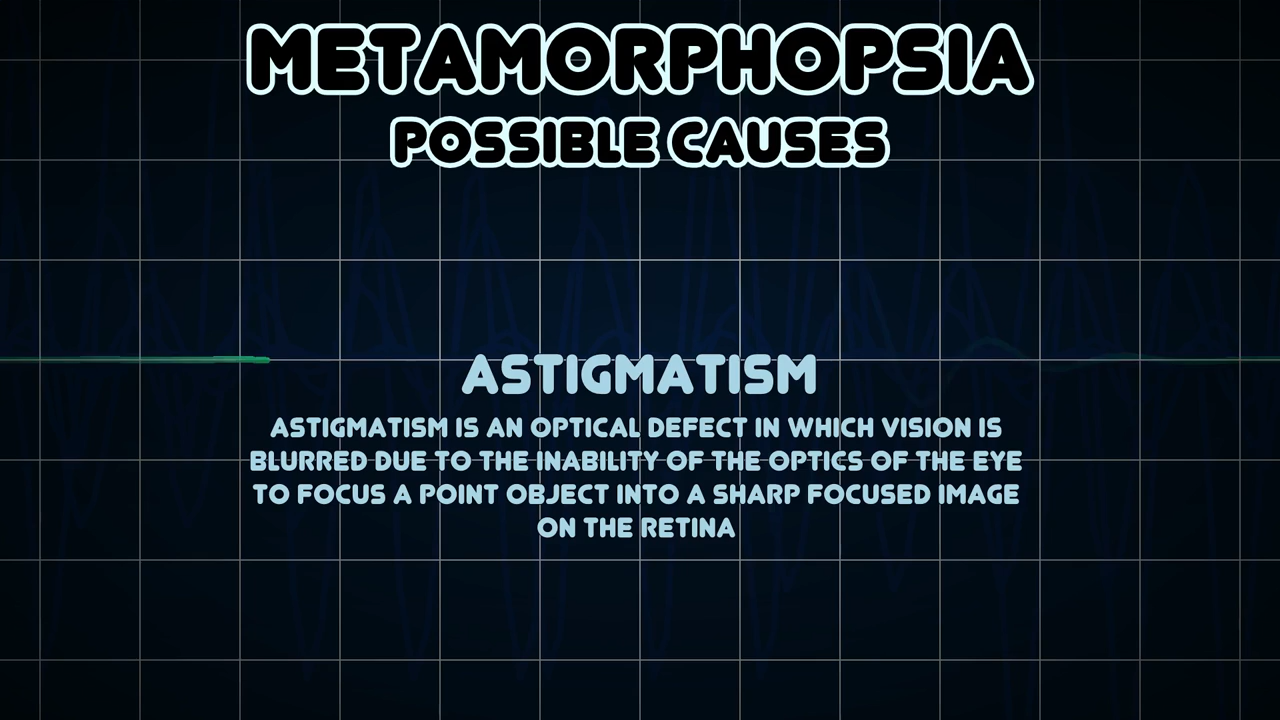 METAMORPHOPSIA
POSSIBLE CAUSES
ASTIGMATISM
ASTIGMATISM IS AN OPTICAL DEFECT IN WHICH VISION IS
BLURRED DUE TO THE INABILITY OF THE OPTICS OF THE EYE
TO FOCUS A POINT OBJECT INTO A SHARP FOCUSED IMAGE
ON THE RETINA